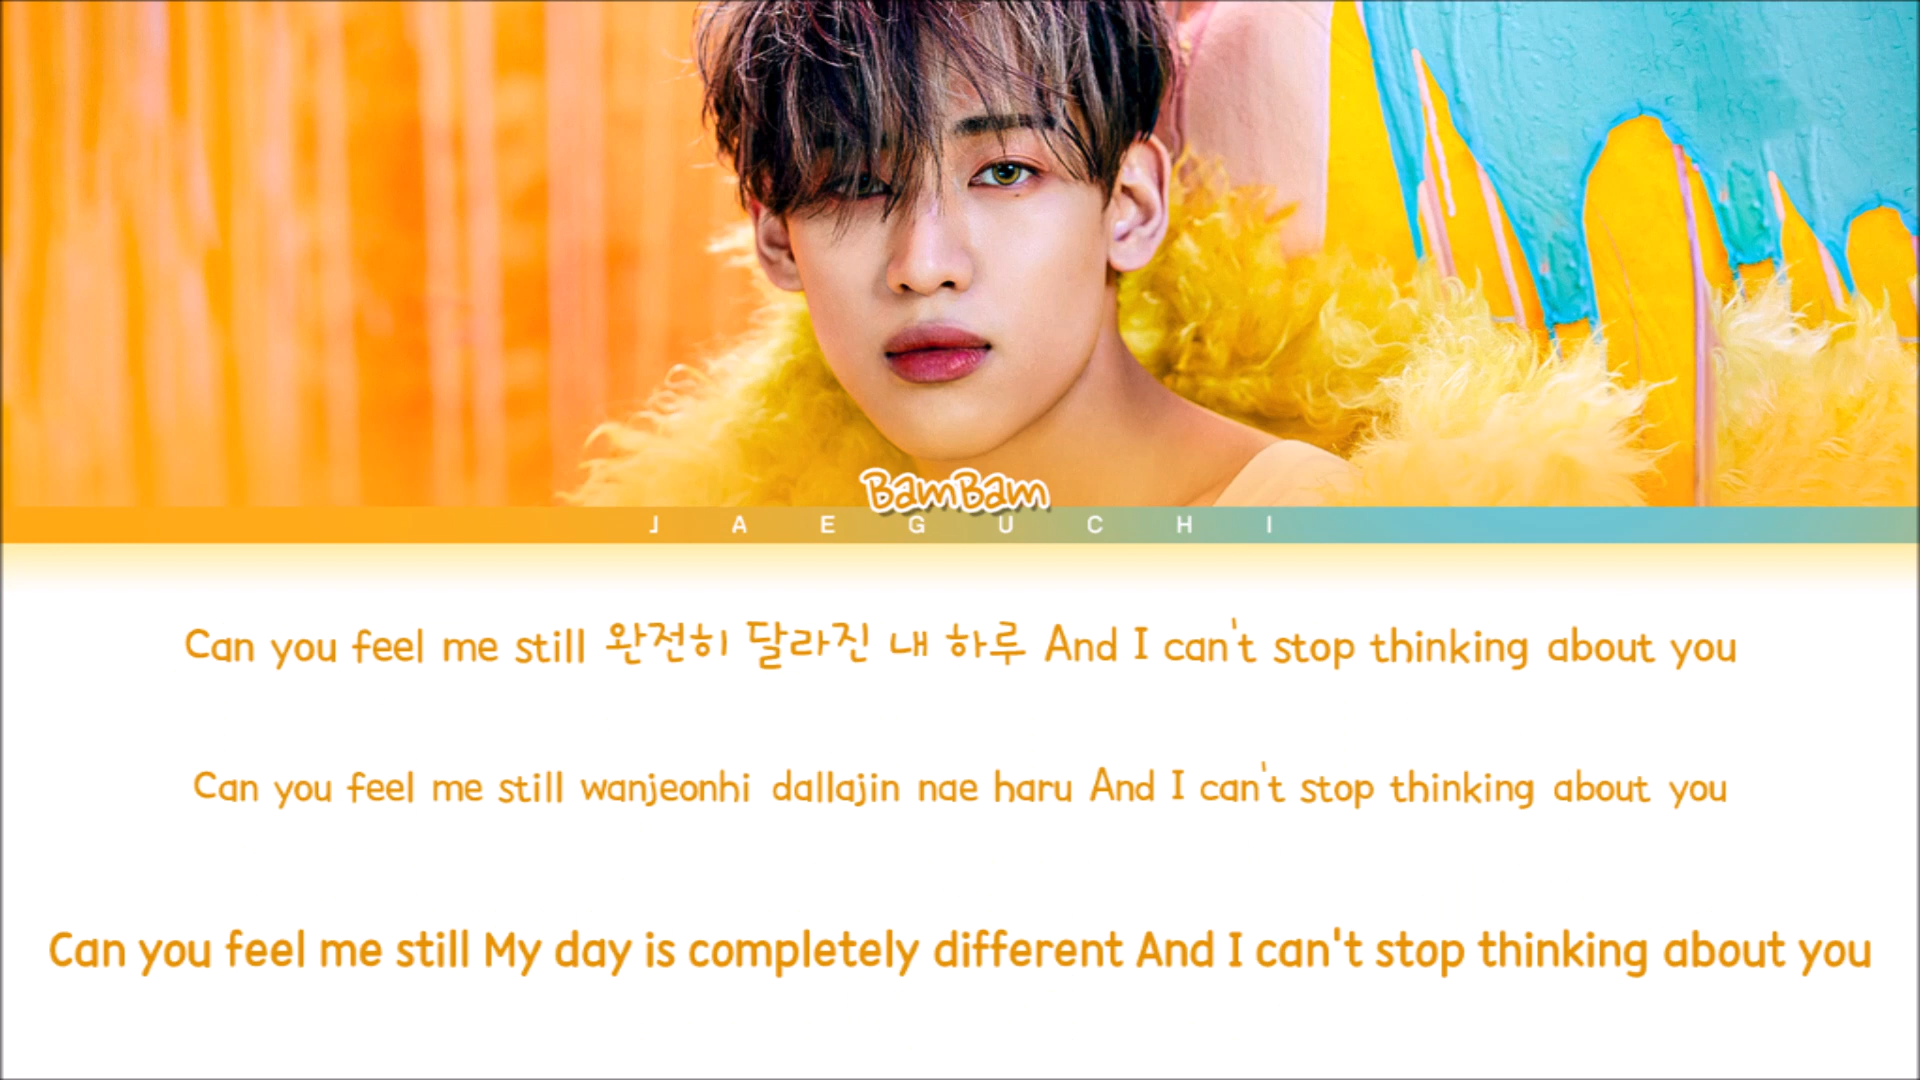 BamBam
JAEGUCHI
Can you feel me still 완전히 달라진 내 하루 And I can't stop thinking about you
Can you feel me still wanjeonhi dallajin nae haru And I can't stop thinking about you
Can you feel me still My day is completely different And I can't stop thinking about you